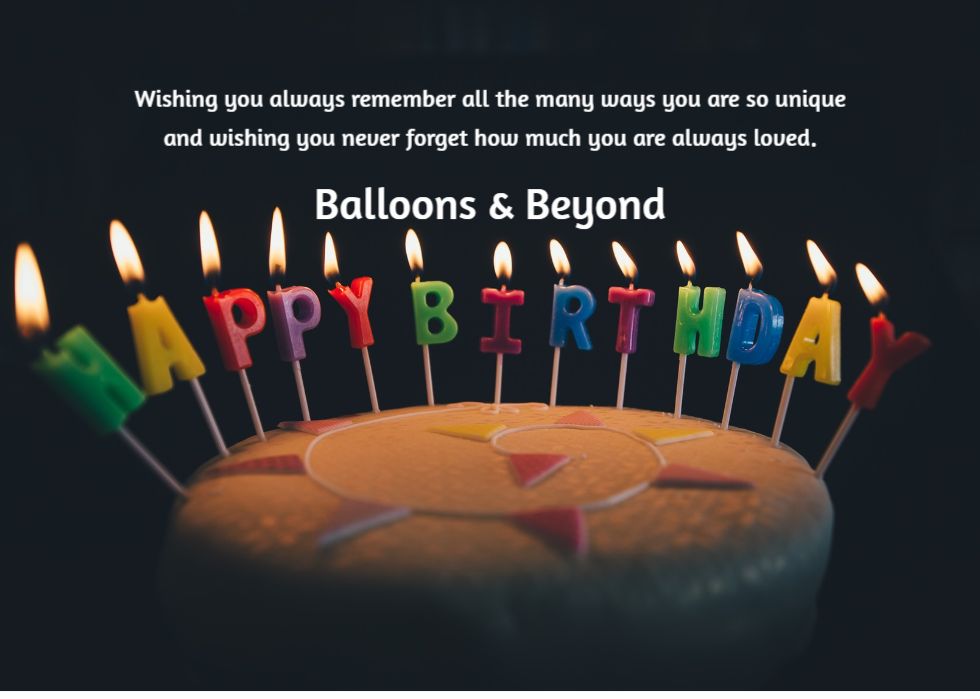 Wishing you always remember all the many ways you are so unique
and wishing you never forget how much you are always loved.
Balloons & Beyond
HAPPY BIRTHDAY